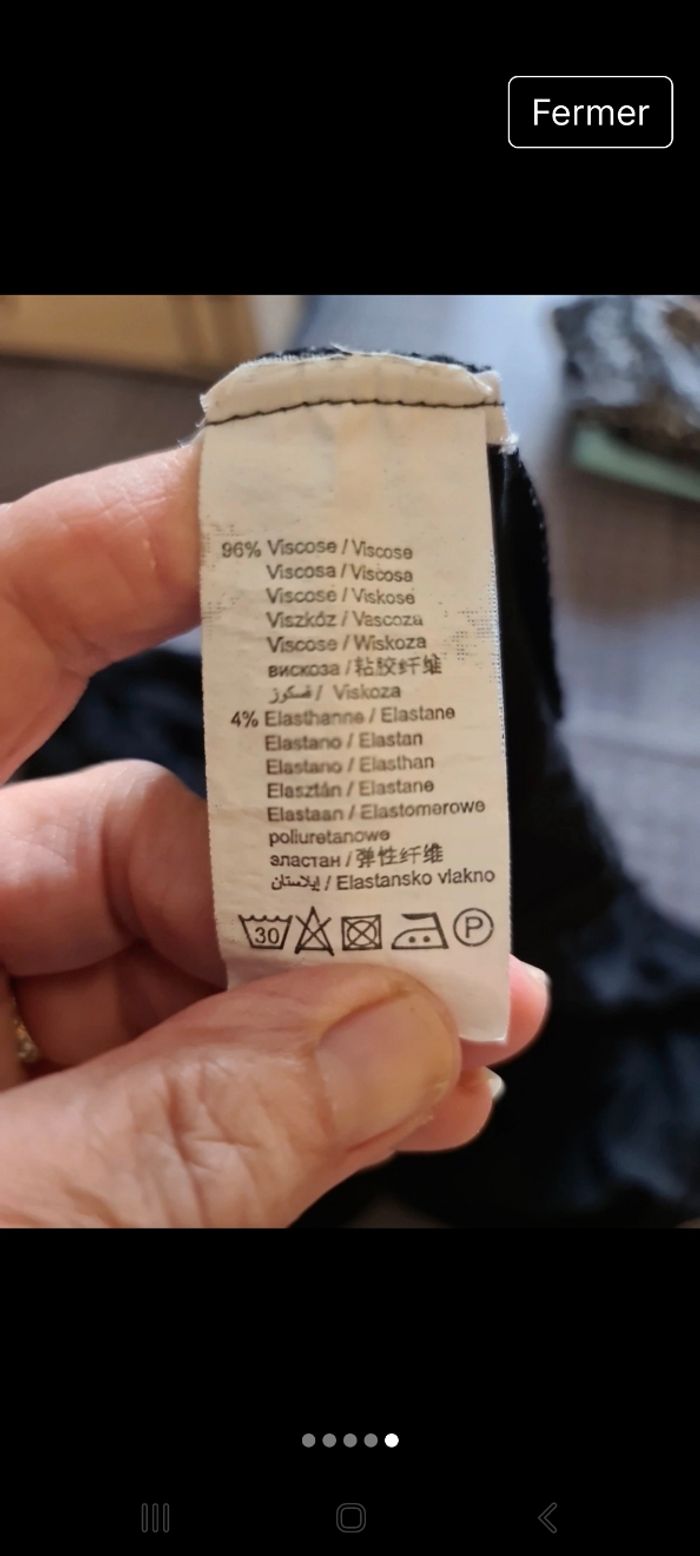 Fermer
96% Viscose / Viscose
Viscosa / Viscosa
Viscose / Viskose
Viszkóz / Vascoza
Viscose / Wiskoza
вискоза / 粘胶纤维
فسكوز / Viskoza
4% Elasthanne / Elastane
Elastano / Elastan
Elastano / Elasthan
Elasztán / Elastane
Elastaan / Elastomerowe
poliuretanowe
эластан / 弹性纤维
إيلاستان / Elastansko vlakno
30 P